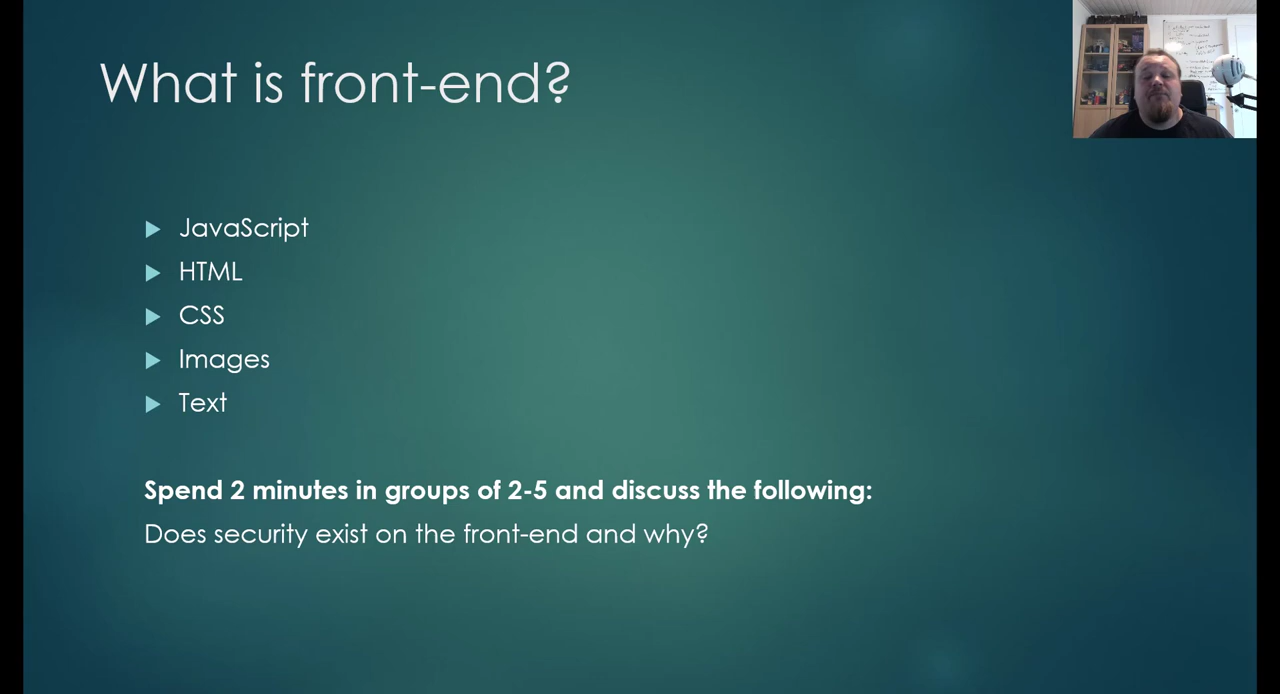 What is front-end?
JavaScript
HTML
CSS
Images
Text
Spend 2 minutes in groups of 2-5 and discuss the following:
Does security exist on the front-end and why?